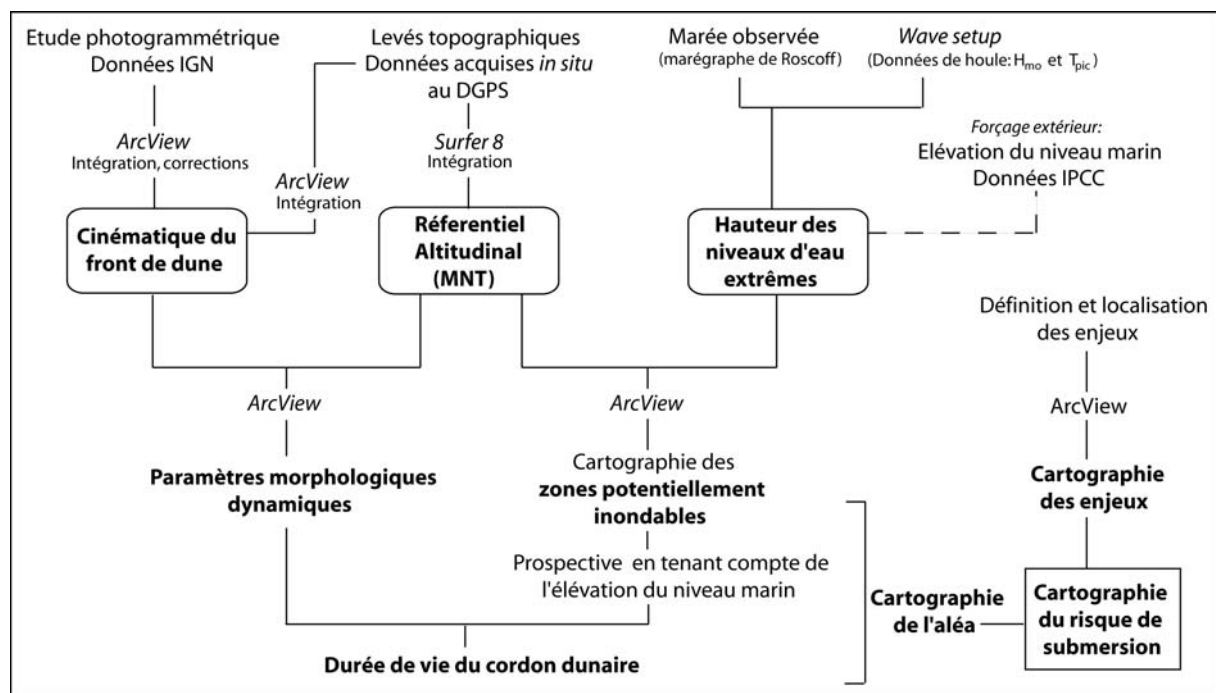 Etude photogrammétrique
Données IGN
Levés topographiques
Données acquises in situ
au DGPS
Marée observée
(marégraphe de Roscoff)
Wave setup
(Données de houle: Hmo et Tpic)
ArcView
Intégration, corrections
ArcView
Intégration
Surfer 8
Intégration
Forçage extérieur:
Elévation du niveau marin
Données IPCC
Cinématique du
front de dune
Réferentiel
Altitudinal
(MNT)
Hauteur des
niveaux d'eau
extrêmes
Définition et localisation
des enjeux
ArcView
ArcView
ArcView
Paramètres morphologiques
dynamiques
Cartographie des
zones potentiellement
inondables
Cartographie
des enjeux
Prospective en tenant compte de
l'élévation du niveau marin
Cartographie
de l'aléa
Cartographie
du risque de
submersion
Durée de vie du cordon dunaire